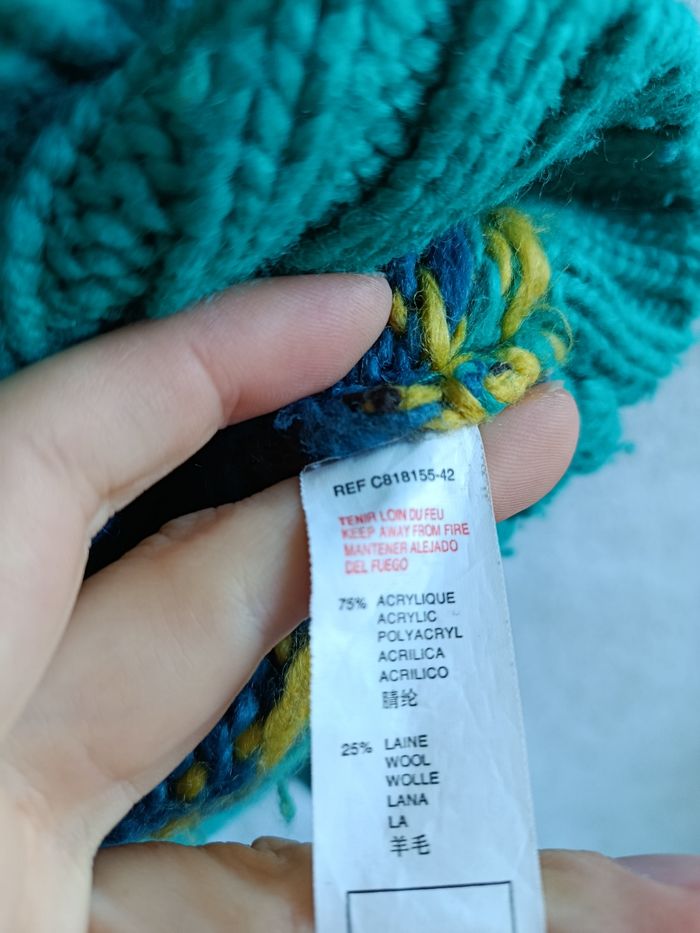 REF C818155-42
TENIR LOIN DU FEU
KEEP AWAY FROM FIRE
MANTENER ALEJADO
DEL FUEGO
75% ACRYLIQUE
ACRYLIC
POLYACRYL
ACRILICA
ACRILICO
腈纶
25% LAINE
WOOL
WOLLE
LANA
LA
羊毛